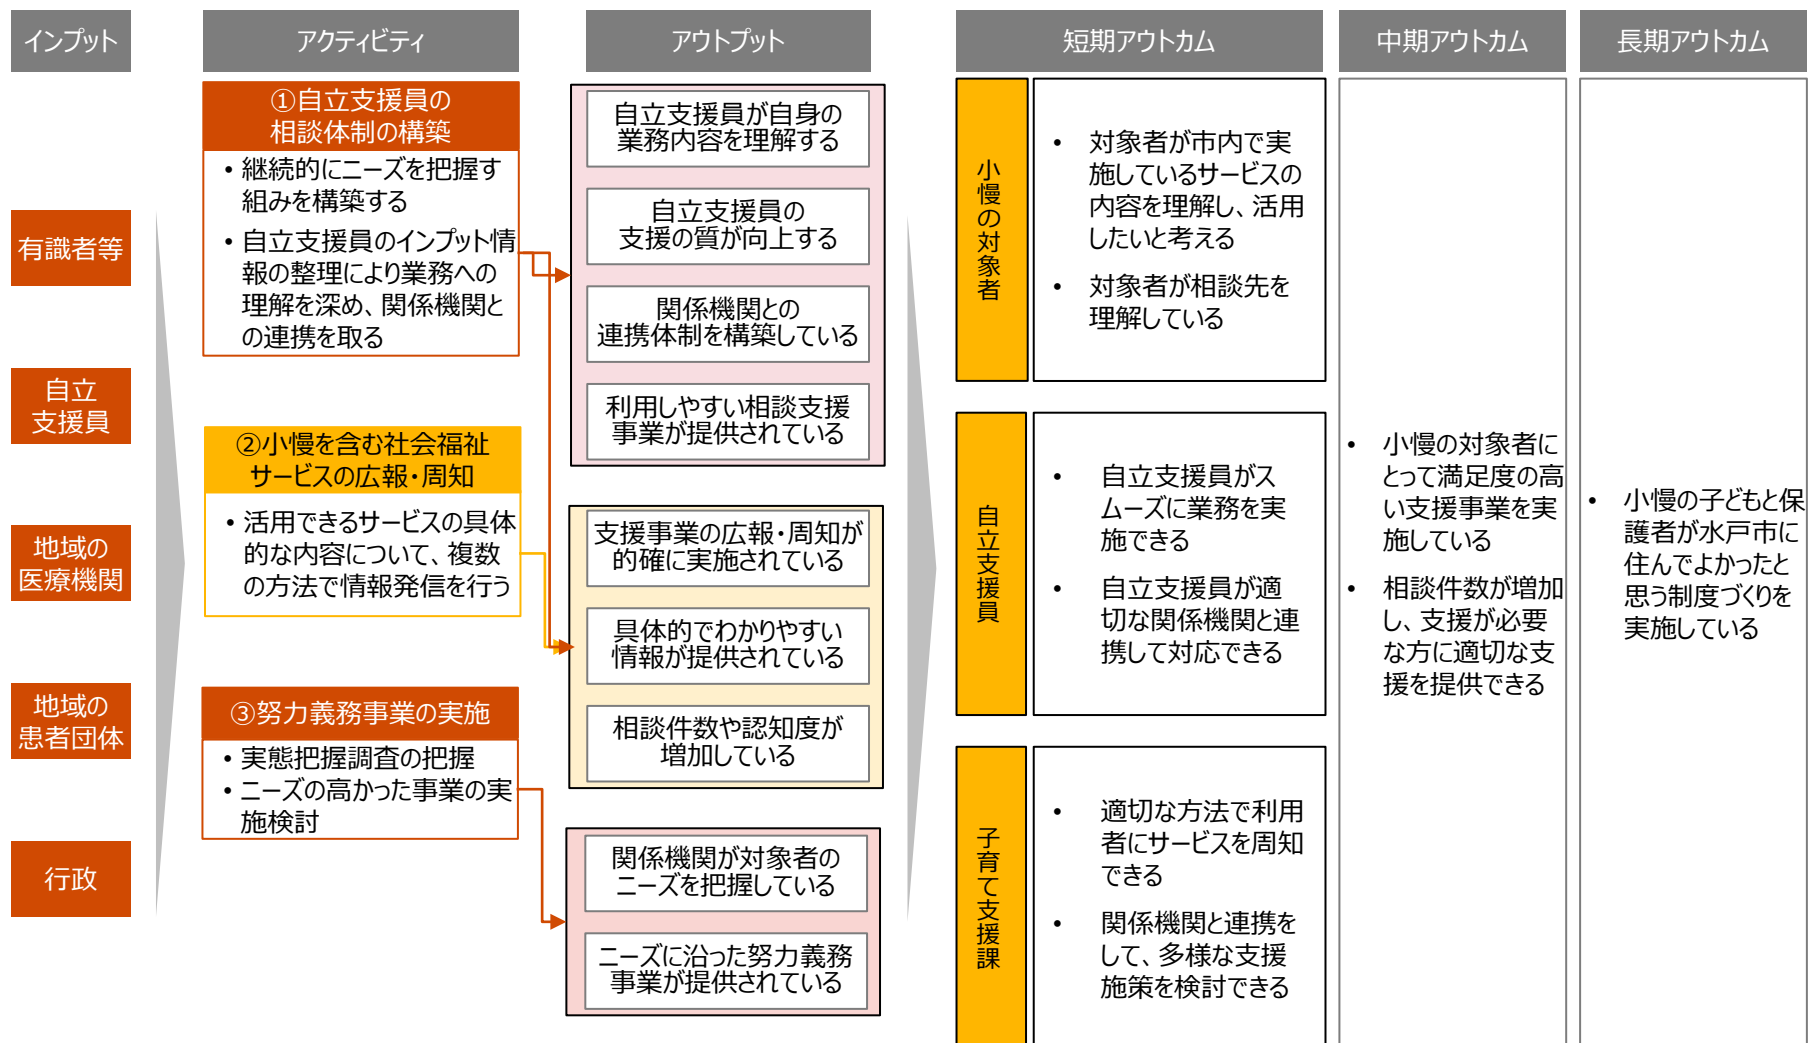 インプット
アクティビティ
アウトプット
短期アウトカム
中期アウトカム
長期アウトカム
有識者等
自立
支援員
地域の
医療機関
地域の
患者団体
行政
①自立支援員の
相談体制の構築
• 継続的にニーズを把握す
組みを構築する
• 自立支援員のインプット情
報の整理により業務への
理解を深め、関係機関と
の連携を取る
②小慢を含む社会福祉
サービスの広報・周知
• 活用できるサービスの具体
的な内容について、複数
の方法で情報発信を行う
③努力義務事業の実施
• 実態把握調査の把握
• ニーズの高かった事業の実
施検討
自立支援員が自身の
業務内容を理解する
自立支援員の
支援の質が向上する
関係機関との
連携体制を構築している
利用しやすい相談支援
事業が提供されている
支援事業の広報・周知が
的確に実施されている
具体的でわかりやすい
情報が提供されている
相談件数や認知度が
増加している
関係機関が対象者の
ニーズを把握している
ニーズに沿った努力義務
事業が提供されている
小慢の対象者
• 対象者が市内で実
施しているサービスの
内容を理解し、活用
したいと考える
• 対象者が相談先を
理解している
自立支援員
• 自立支援員がス
ムーズに業務を実
施できる
• 自立支援員が適
切な関係機関と連
携して対応できる
子育て支援課
• 適切な方法で利用
者にサービスを周知
できる
• 関係機関と連携を
して、多様な支援
施策を検討できる
• 小慢の対象者に
とって満足度の高
い支援事業を実
施している
• 相談件数が増加
し、支援が必要
な方に適切な支
援を提供できる
• 小慢の子どもと保
護者が水戸市に
住んでよかったと
思う制度づくりを
実施している